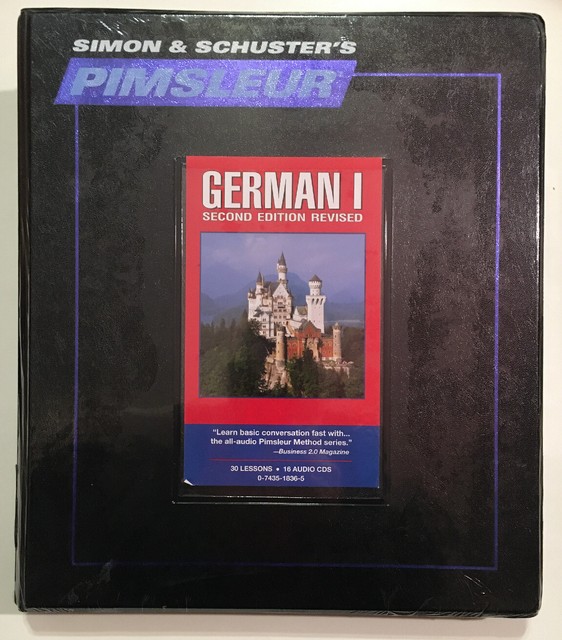 SIMON & SCHUSTER'S
PIMSLEUR
GERMAN I
SECOND EDITION REVISED
"Learn basic conversation fast with...
the all-audio Pimsleur Method series."
—Business 2.0 Magazine
30 LESSONS • 16 AUDIO CDS
0-7435-1836-5